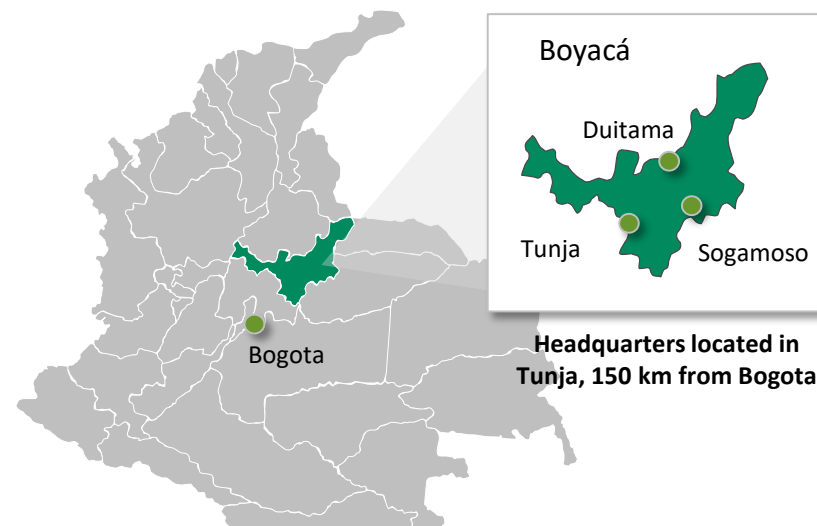 Boyacá
Duitama
Tunja
Sogamoso
Bogota
Headquarters located in
Tunja, 150 km from Bogota